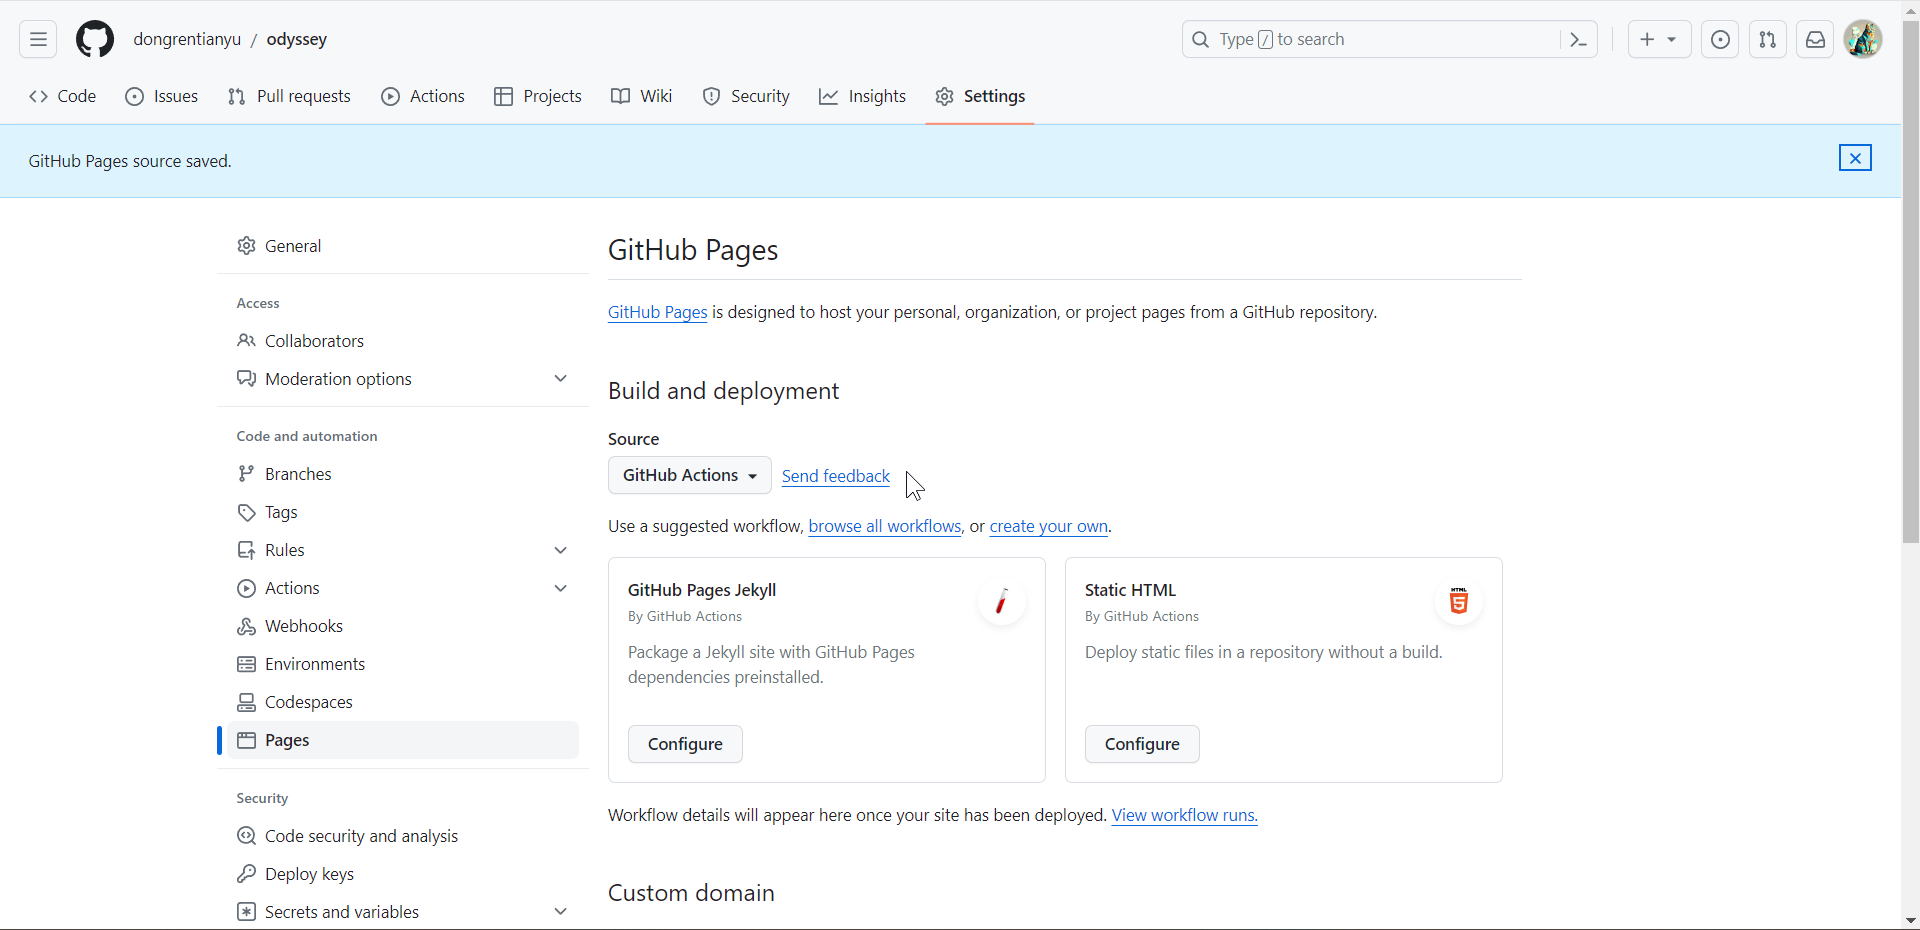 dongrentianyu / odyssey
Type / to search
Code Issues Pull requests Actions Projects Wiki Security Insights Settings
GitHub Pages source saved.
General
Access
Collaborators
Moderation options
Code and automation
Branches
Tags
Rules
Actions
Webhooks
Environments
Codespaces
Pages
Security
Code security and analysis
Deploy keys
Secrets and variables
GitHub Pages
GitHub Pages is designed to host your personal, organization, or project pages from a GitHub repository.
Build and deployment
Source
GitHub Actions Send feedback
Use a suggested workflow, browse all workflows, or create your own.
GitHub Pages Jekyll
By GitHub Actions
Package a Jekyll site with GitHub Pages
dependencies preinstalled.
Configure
Static HTML
By GitHub Actions
HTML
5
Deploy static files in a repository without a build.
Configure
Workflow details will appear here once your site has been deployed. View workflow runs.
Custom domain